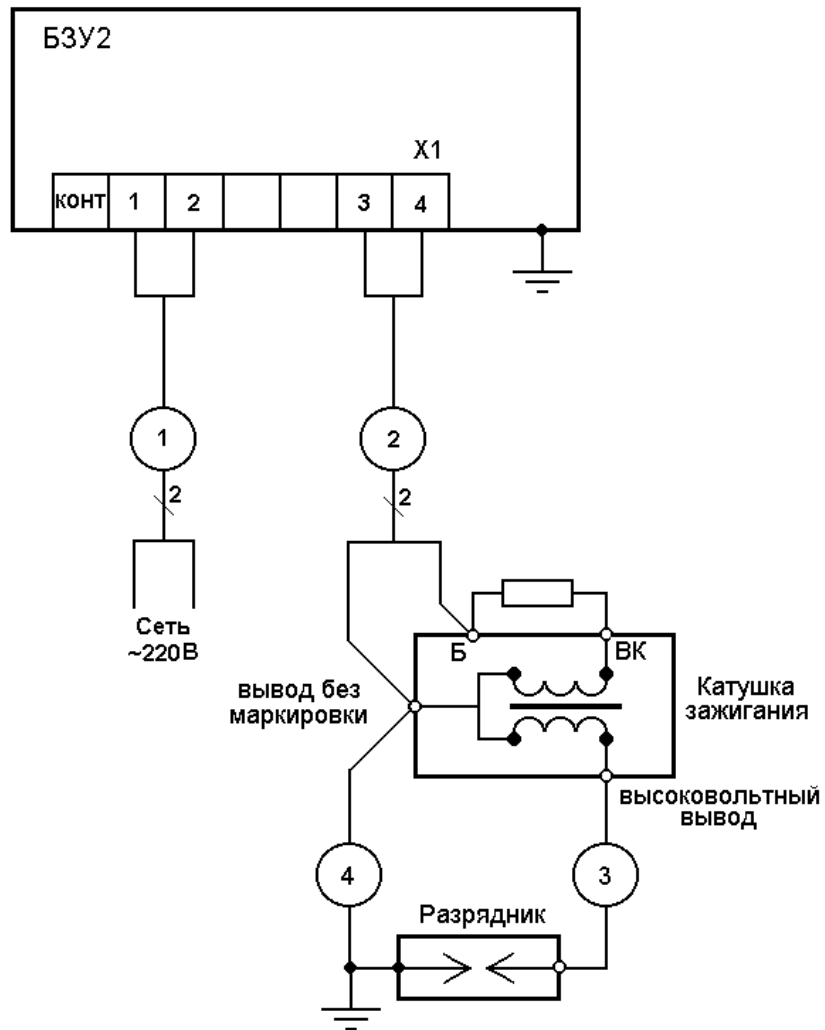 БЗУ2
X1
конт 1 2 3 4
1 2
2 2
Сеть
~220В
Б ВК
вывод без
маркировки
Катушка
зажигания
высоковольтный
вывод
4 3
Разрядник